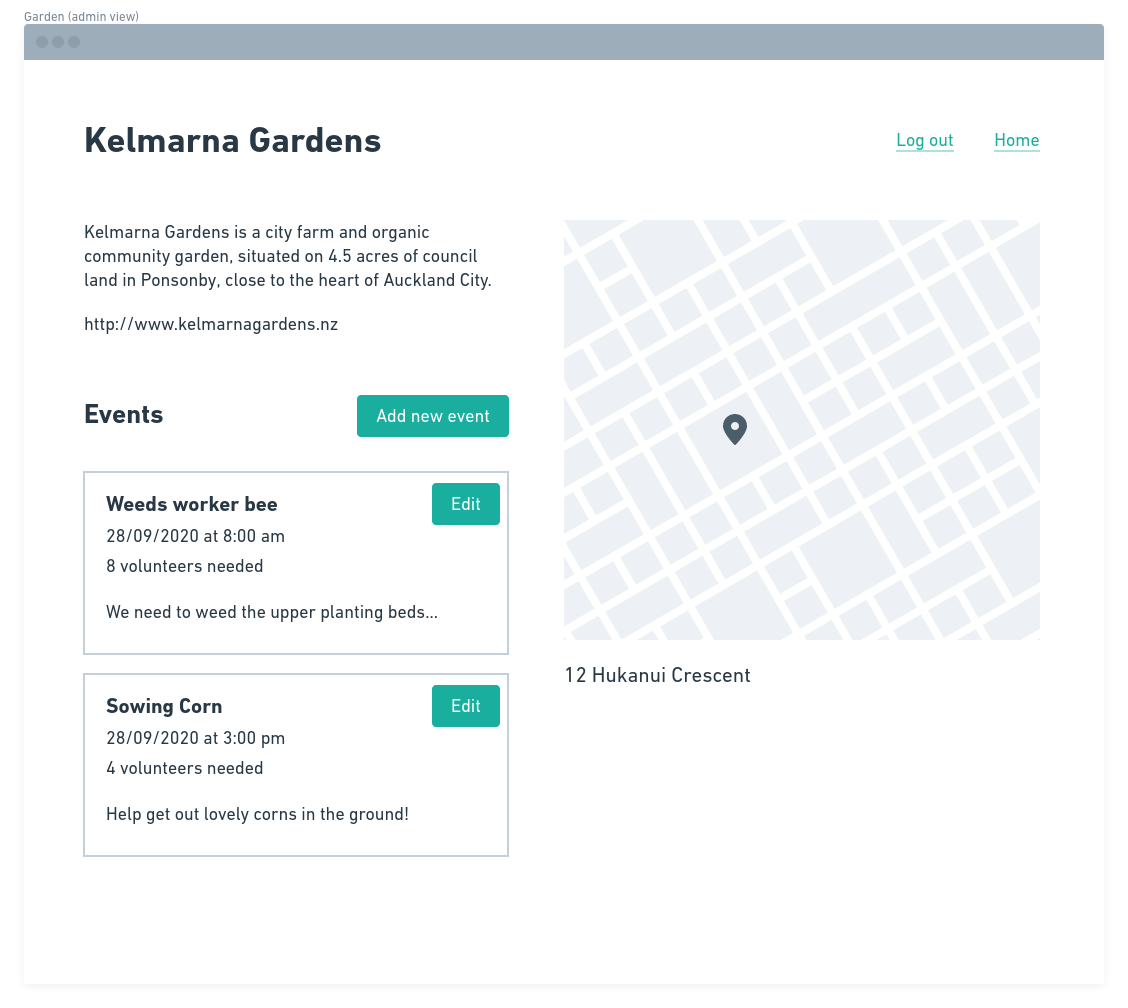 Garden (admin view)
Kelmarna Gardens
Log out
Home
Kelmarna Gardens is a city farm and organic
community garden, situated on 4.5 acres of council
land in Ponsonby, close to the heart of Auckland City.
http://www.kelmarnagardens.nz
Events
Add new event
Weeds worker bee
Edit
28/09/2020 at 8:00 am
8 volunteers needed
We need to weed the upper planting beds...
Sowing Corn
Edit
28/09/2020 at 3:00 pm
4 volunteers needed
Help get out lovely corns in the ground!
12 Hukanui Crescent